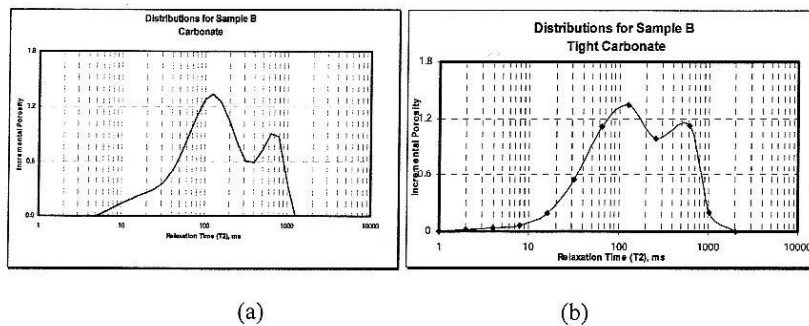 Distributions for Sample B
Carbonate
1.8
1.2
0.6
0.0
Incremental Porosity
1
10
100
1000
10000
Relaxation Time (T2), ms
(a)
Distributions for Sample B
Tight Carbonate
1.8
1.2
0.6
0
Incremental Porosity
1
10
100
1000
10000
Relaxation Time (T2), ms
(b)